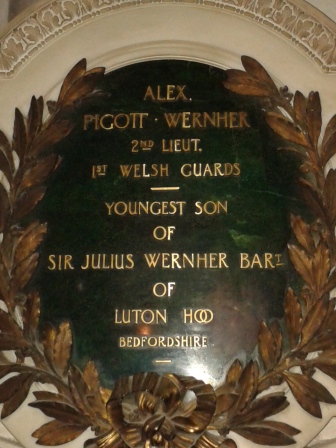 ALEX.
PIGOTT · WERNHER
2ND LIEUT.
1ST WELSH GUARDS
YOUNGEST SON
OF
SIR JULIUS WERNHER BART.
OF
LUTON HOO
BEDFORDSHIRE.